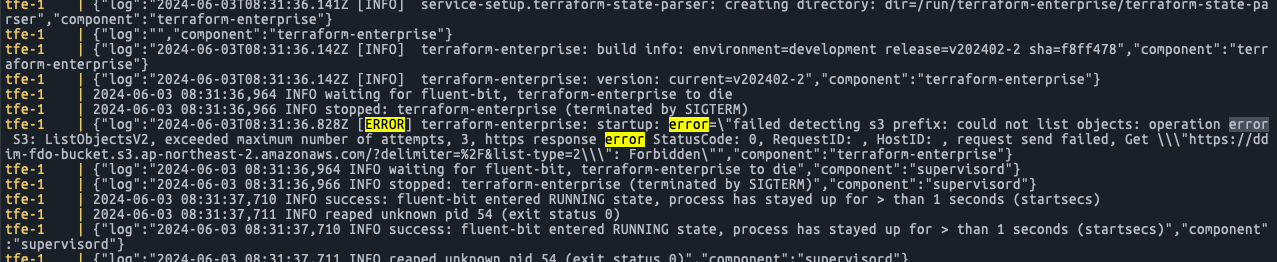 tfe-1    | {"log":"2024-06-03T08:31:36.141Z [INFO]  service-setup.terraform-state-parser: creating directory: dir=/run/terraform-enterprise/terraform-state-pa
rser","component":"terraform-enterprise"}
tfe-1    | {"log":"","component":"terraform-enterprise"}
tfe-1    | {"log":"2024-06-03T08:31:36.142Z [INFO]  terraform-enterprise: build info: environment=development release=v202402-2 sha=f8ff478","component":"terr
aform-enterprise"}
tfe-1    | {"log":"2024-06-03T08:31:36.142Z [INFO]  terraform-enterprise: version: current=v202402-2","component":"terraform-enterprise"}
tfe-1    | 2024-06-03 08:31:36,964 INFO waiting for fluent-bit, terraform-enterprise to die
tfe-1    | 2024-06-03 08:31:36,966 INFO stopped: terraform-enterprise (terminated by SIGTERM)
tfe-1    | {"log":"2024-06-03T08:31:36.828Z [ERROR] terraform-enterprise: startup: error=\"failed detecting s3 prefix: could not list objects: operation error
 S3: ListObjectsV2, exceeded maximum number of attempts, 3, https response error StatusCode: 0, RequestID: , HostID: , request send failed, Get \\\"https://dd
im-fdo-bucket.s3.ap-northeast-2.amazonaws.com/?delimiter=%2F&list-type=2\\\": Forbidden\"","component":"terraform-enterprise"}
tfe-1    | {"log":"2024-06-03 08:31:36,964 INFO waiting for fluent-bit, terraform-enterprise to die","component":"supervisord"}
tfe-1    | {"log":"2024-06-03 08:31:36,966 INFO stopped: terraform-enterprise (terminated by SIGTERM)","component":"supervisord"}
tfe-1    | 2024-06-03 08:31:37,710 INFO success: fluent-bit entered RUNNING state, process has stayed up for > than 1 seconds (startsecs)
tfe-1    | 2024-06-03 08:31:37,711 INFO reaped unknown pid 54 (exit status 0)
tfe-1    | {"log":"2024-06-03 08:31:37,710 INFO success: fluent-bit entered RUNNING state, process has stayed up for > than 1 seconds (startsecs)","component"
:"supervisord"}
tfe-1    | {"log":"2024-06-03 08:31:37,711 INFO reaped unknown pid 54 (exit status 0)","component":"supervisord"}